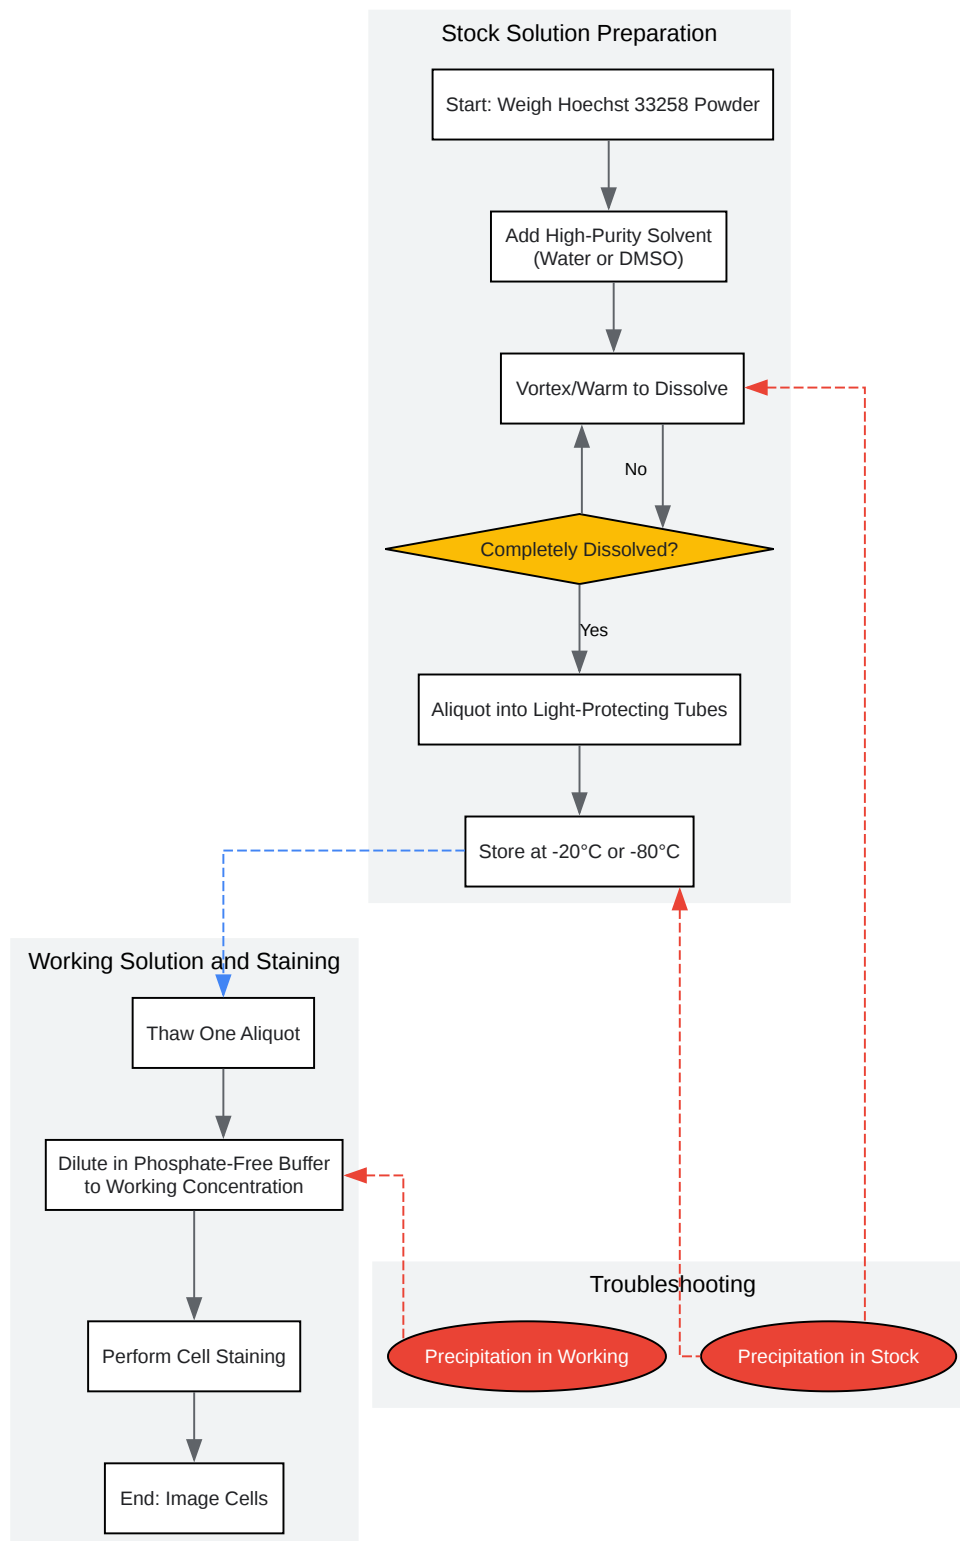 Stock Solution Preparation
Start: Weigh Hoechst 33258 Powder
Add High-Purity Solvent
(Water or DMSO)
Vortex/Warm to Dissolve
No
Completely Dissolved?
Yes
Aliquot into Light-Protecting Tubes
Store at -20°C or -80°C
Working Solution and Staining
Thaw One Aliquot
Dilute in Phosphate-Free Buffer
to Working Concentration
Perform Cell Staining
End: Image Cells
Troubleshooting
Precipitation in Working
Precipitation in Stock